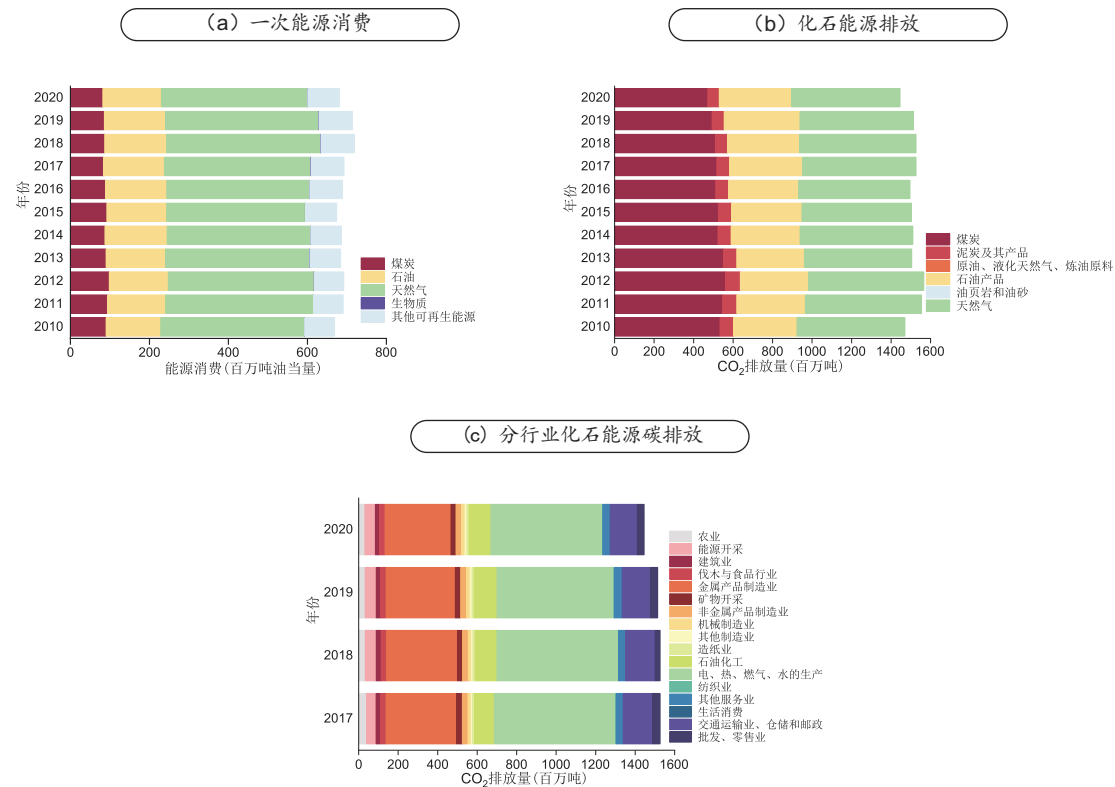 (a) 一次能源消费
年份
2020
2019
2018
2017
2016
2015
2014
2013
2012
2011
2010
0 200 400 600 800
能源消费(百万吨油当量)
煤炭
石油
天然气
生物质
其他可再生能源
(b) 化石能源排放
年份
2020
2019
2018
2017
2016
2015
2014
2013
2012
2011
2010
0 200 400 600 800 1000 1200 1400 1600
CO₂排放量(百万吨)
煤炭
泥炭及其产品
原油、液化天然气、炼油原料
石油产品
油页岩和油砂
天然气
(c) 分行业化石能源碳排放
年份
2020
2019
2018
2017
0 200 400 600 800 1000 1200 1400 1600
CO₂排放量(百万吨)
农业
能源开采
建筑业
伐木与食品行业
金属产品制造业
矿物开采
非金属产品制造业
机械制造业
其他制造业
造纸业
石油化工
电、热、燃气、水的生产
纺织业
其他服务业
生活消费
交通运输业、仓储和邮政
批发、零售业